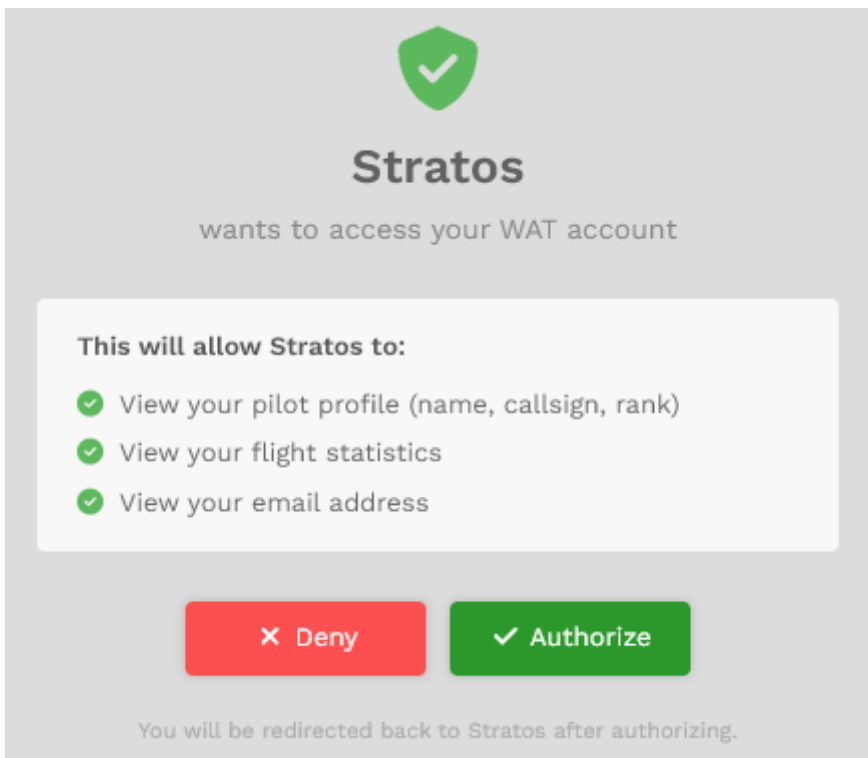 Stratos
wants to access your WAT account
This will allow Stratos to:
View your pilot profile (name, callsign, rank)
View your flight statistics
View your email address
Deny
Authorize
You will be redirected back to Stratos after authorizing.